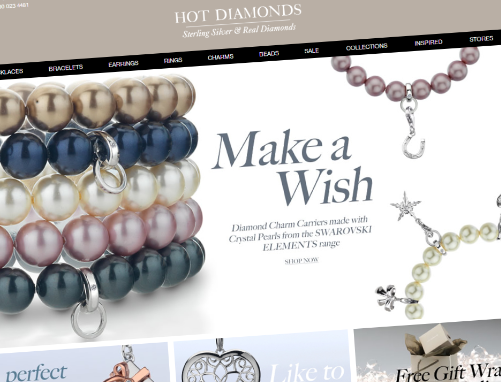 HOT DIAMONDS
Sterling Silver & Real Diamonds
BRACELETS EARRINGS RINGS CHARMS BEADS SALE COLLECTIONS INSPIRED STORES
Make a
Wish
Diamond Charm Carriers made with
Crystal Pearls from the SWAROVSKI
ELEMENTS range
SHOP NOW
perfect
Like to
Free Gift